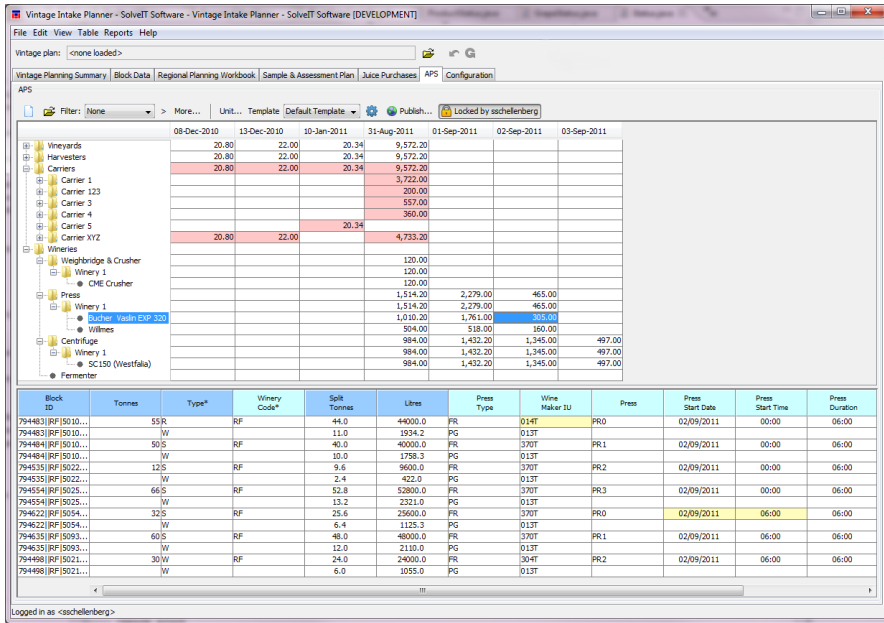 Vintage Intake Planner - SolveIT Software - Vintage Intake Planner - SolveIT Software [DEVELOPMENT]
File Edit View Table Reports Help
Vintage plan: <none loaded>
Vintage Planning Summary Block Data Regional Planning Workbook Sample & Assessment Plan Juice Purchases APS Configuration
APS
Filter: None > More... Unit... Template Default Template Publish... Locked by sschellenberg
08-Dec-2010 13-Dec-2010 10-Jan-2011 31-Aug-2011 01-Sep-2011 02-Sep-2011 03-Sep-2011
Vineyards 20.80 22.00 20.34 9,572.20
Harvesters 20.80 22.00 20.34 9,572.20
Carriers 20.80 22.00 20.34 9,572.20
Carrier 1 3,722.00
Carrier 123 200.00
Carrier 3 557.00
Carrier 4 360.00
Carrier 5 20.34
Carrier XYZ 20.80 22.00 4,733.20
Wineries
Weighbridge & Crusher 120.00
Winery 1 120.00
CME Crusher 120.00
Press 1,514.20 2,279.00 465.00
Winery 1 1,514.20 2,279.00 465.00
Bucher Vaslin EXP 320 1,010.20 1,761.00 305.00
Willmes 504.00 518.00 160.00
Centrifuge 984.00 1,432.20 1,345.00 497.00
Winery 1 984.00 1,432.20 1,345.00 497.00
SC150 (Westfalia) 984.00 1,432.20 1,345.00 497.00
Fermenter
Block ID Tonnes Type* Winery Code* Split Tonnes Litres Press Type Wine Maker IU Press Press Start Date Press Start Time Press Duration
794483||RF|5010... 55 R RF 44.0 44000.0 FR 014T PR0 02/09/2011 00:00 06:00
794483||RF|5010... W 11.0 1934.2 PG 013T
794484||RF|5010... 50 S RF 40.0 40000.0 FR 370T PR1 02/09/2011 00:00 06:00
794484||RF|5010... W 10.0 1758.3 PG 013T
794535||RF|5022... 12 S RF 9.6 9600.0 FR 370T PR2 02/09/2011 00:00 06:00
794535||RF|5022... W 2.4 422.0 PG 013T
794554||RF|5025... 66 S RF 52.8 52800.0 FR 370T PR3 02/09/2011 00:00 06:00
794554||RF|5025... W 13.2 2321.0 PG 013T
794622||RF|5054... 32 S RF 25.6 25600.0 FR 370T PR0 02/09/2011 06:00 06:00
794622||RF|5054... W 6.4 1125.3 PG 013T
794635||RF|5093... 60 S RF 48.0 48000.0 FR 370T PR1 02/09/2011 06:00 06:00
794635||RF|5093... W 12.0 2110.0 PG 013T
794498||RF|5021... 30 W RF 24.0 24000.0 FR 304T PR2 02/09/2011 06:00 06:00
794498||RF|5021... W 6.0 1055.0 PG 013T
Logged in as <sschellenberg>